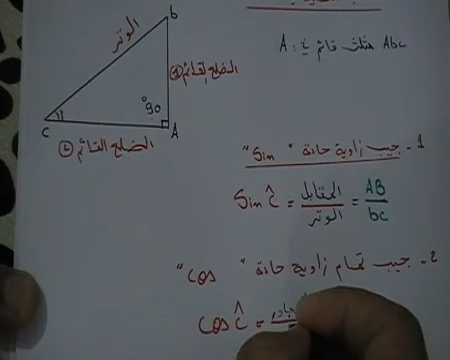 Abc مثلث قائم في A:
b
الوتر
الضلع القائم ①
90°
C
A
الضلع القائم ②
1- جيب زاوية حادة "Sin"
Sin Ĉ = المقابل / الوتر = AB / bc
2- جيب تمام زاوية حادة "cos"
cos Ĉ =